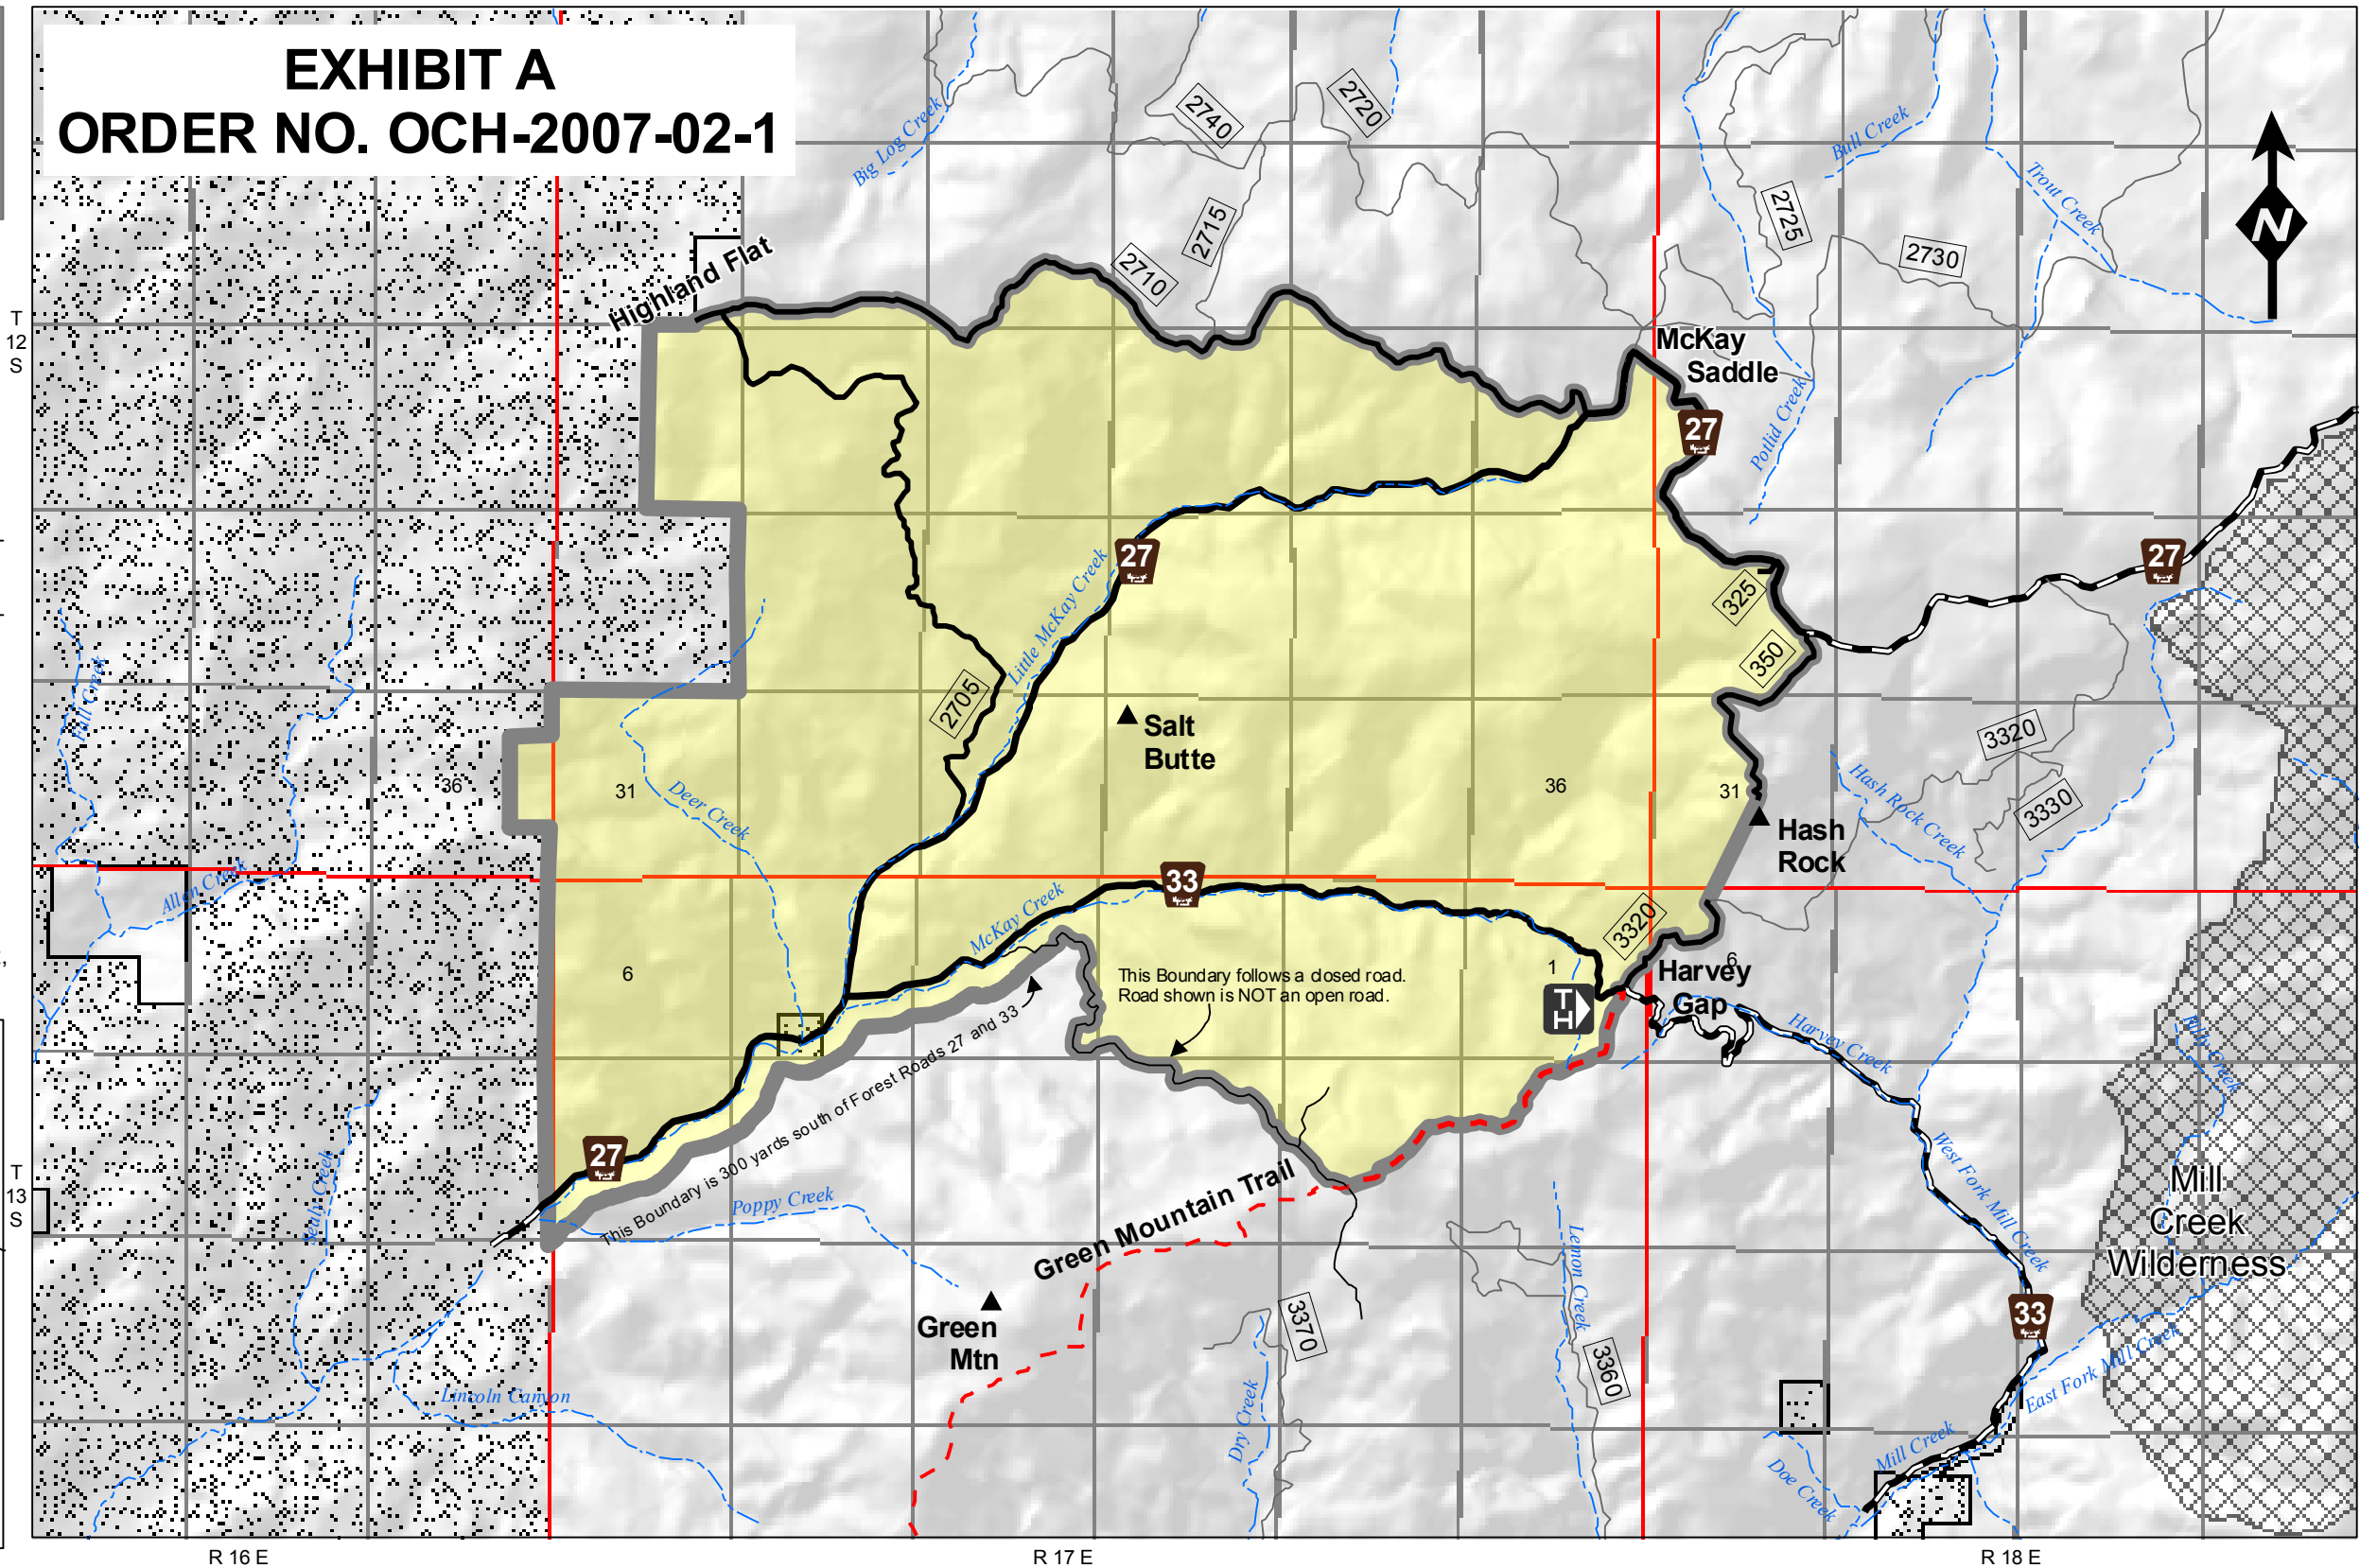 EXHIBIT A
ORDER NO. OCH-2007-02-1
Big Log Creek
2740
2720
Bull Creek
Trout Creek
2725
2730
N
2715
2710
Highland Flat
T
12
S
McKay
Saddle
27
Potlid Creek
27
27
Little McKay Creek
325
350
Fall Creek
2705
Salt
Butte
3320
36
31
Deer Creek
36
31
Hash Rock Creek
3330
Hash
Rock
Allen Creek
33
McKay Creek
3320
6
This Boundary follows a closed road.
Road shown is NOT an open road.
1
6
Harvey
Gap
T
H
Harvey Creek
This Boundary is 300 yards south of Forest Roads 27 and 33
27
T
13
S
Sealy Creek
Poppy Creek
Green Mountain Trail
Lemon Creek
West Fork Mill Creek
Mill
Creek
Wilderness
Green
Mtn
3370
3360
33
East Fork Mill Creek
Lincoln Canyon
Dry Creek
Mill Creek
Doe Creek
R 16 E
R 17 E
R 18 E